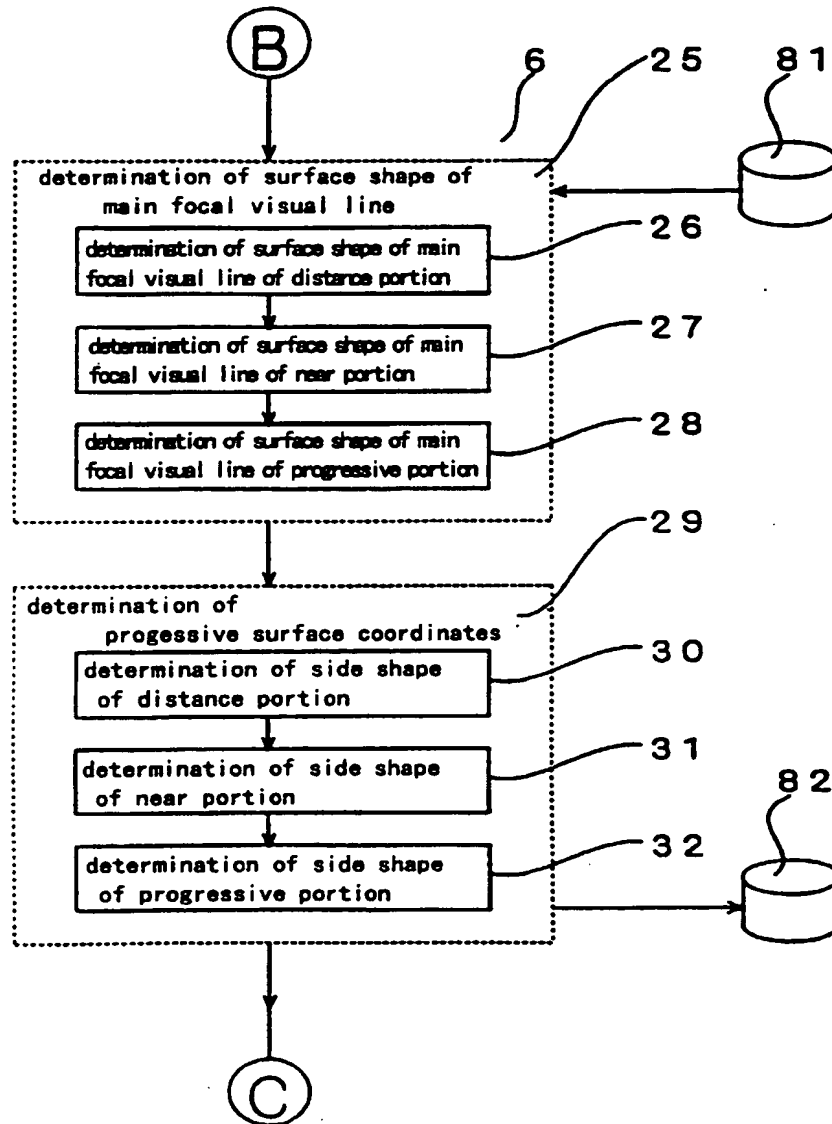 B
6
25
81
determination of surface shape of
main focal visual line
26
determination of surface shape of main
focal visual line of distance portion
27
determination of surface shape of main
focal visual line of near portion
28
determination of surface shape of main
focal visual line of progressive portion
29
determination of
progessive surface coordinates
30
determination of side shape
of distance portion
31
determination of side shape
of near portion
82
32
determination of side shape
of progressive portion
C